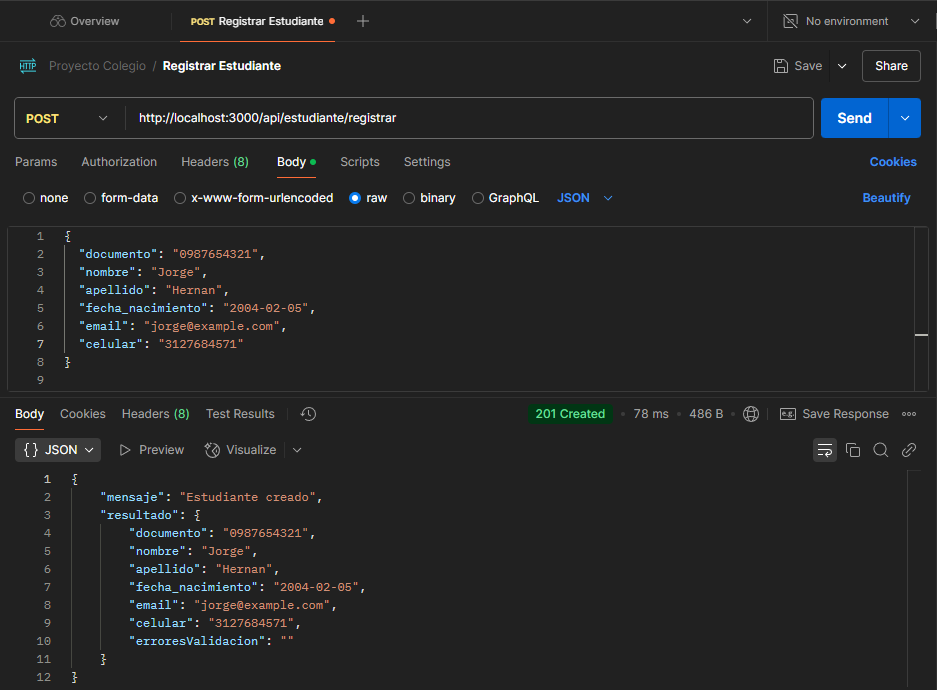 Overview
POST Registrar Estudiante
No environment
HTTP Proyecto Colegio / Registrar Estudiante
Save
Share
POST
http://localhost:3000/api/estudiante/registrar
Send
Params Authorization Headers (8) Body Scripts Settings Cookies
none form-data x-www-form-urlencoded raw binary GraphQL JSON Beautify
1 {
2 "documento": "0987654321",
3 "nombre": "Jorge",
4 "apellido": "Hernan",
5 "fecha_nacimiento": "2004-02-05",
6 "email": "jorge@example.com",
7 "celular": "3127684571"
8 }
9
Body Cookies Headers (8) Test Results 201 Created • 78 ms • 486 B • e.g. Save Response
{} JSON Preview Visualize
1 {
2 "mensaje": "Estudiante creado",
3 "resultado": {
4 "documento": "0987654321",
5 "nombre": "Jorge",
6 "apellido": "Hernan",
7 "fecha_nacimiento": "2004-02-05",
8 "email": "jorge@example.com",
9 "celular": "3127684571",
10 "erroresValidacion": ""
11 }
12 }